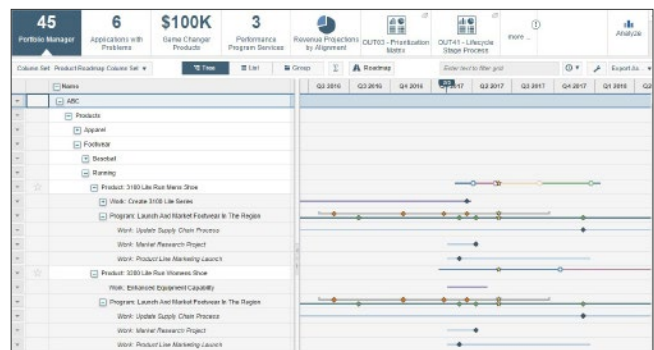 45
Portfolio Manager
6
Applications with
Problems
$100K
Game Changer
Products
3
Performance
Program Services
Revenue Projections
by Alignment
OUT03 - Prioritization
Matrix
OUT41 - Lifecycle
Stage Process
more ...
Analyze
Column Set Product Roadmap Column Set
Tree
List
Group
Σ
Roadmap
Enter text to filter grid
Export to...
Name
Q2 2016
Q3 2016
Q4 2016
Q1 2017
Q2 2017
Q3 2017
Q4 2017
Q1 2018
ABC
Products
Apparel
Footwear
Baseball
Running
Product: 3100 Lite Run Mens Shoe
Work: Create 3100 Lite Series
Program: Launch And Market Footwear In The Region
Work: Update Supply Chain Process
Work: Market Research Project
Work: Product Line Marketing Launch
Product: 3300 Lite Run Womens Shoe
Work: Enhanced Equipment Capability
Program: Launch And Market Footwear In The Region
Work: Update Supply Chain Process
Work: Market Research Project
Work: Product Line Marketing Launch